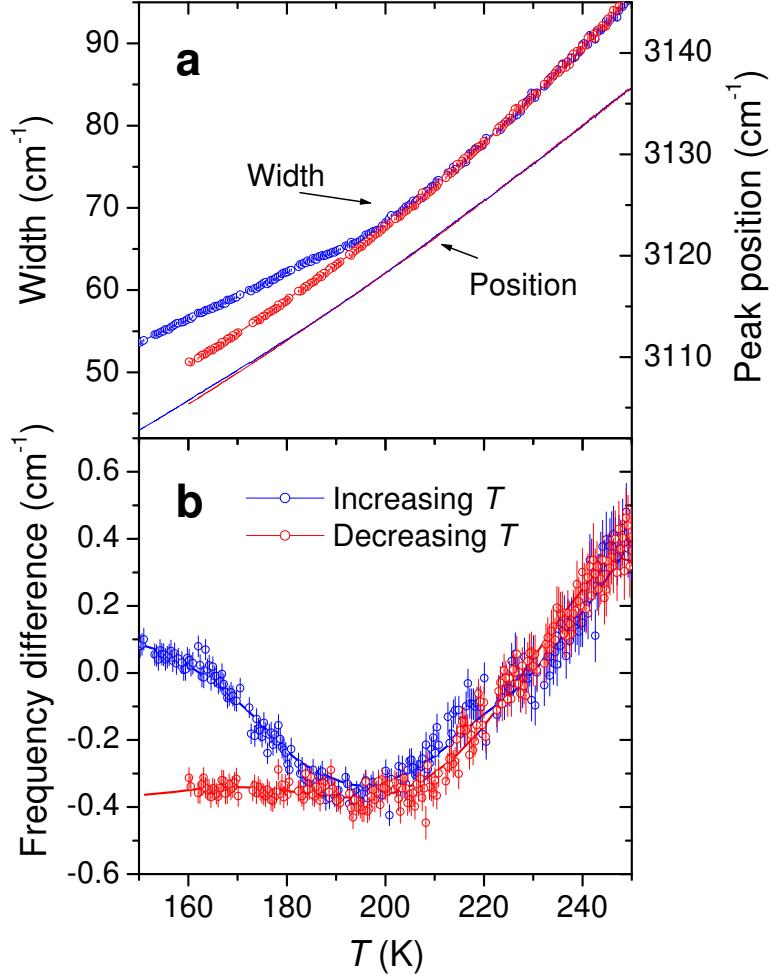 a
Width (cm⁻¹)
90
80
70
60
50
Width
Position
3140
3130
3120
3110
Peak position (cm⁻¹)
b
Increasing T
Decreasing T
Frequency difference (cm⁻¹)
0.6
0.4
0.2
0.0
-0.2
-0.4
-0.6
160 180 200 220 240
T (K)